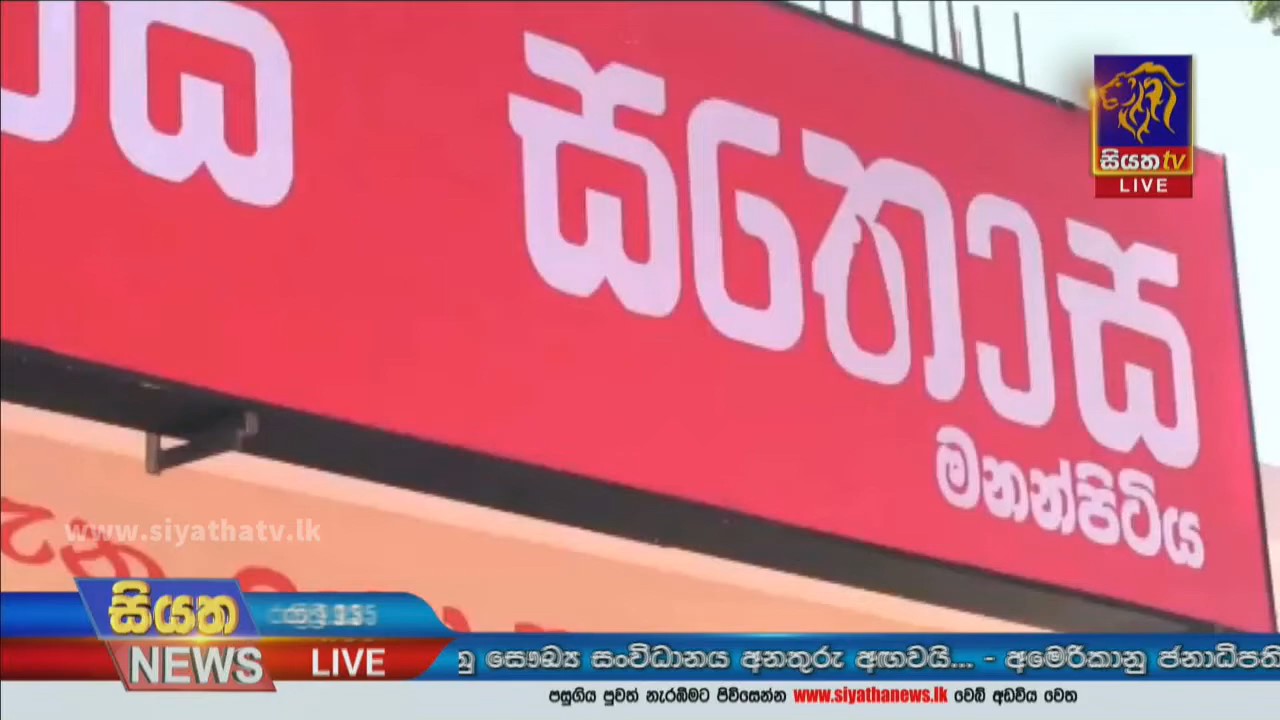 සතොස
මනන්පිටිය
සියත tv
LIVE
www.siyathatv.lk
සියත
NEWS
LIVE
සෞඛ්‍ය සංවිධානය අනතුරු අඟවයි... - අමෙරිකානු ජනාධිපති
පසුගිය පුවත් නැරඹීමට පිවිසෙන්න www.siyathanews.lk වෙබ් අඩවිය වෙත